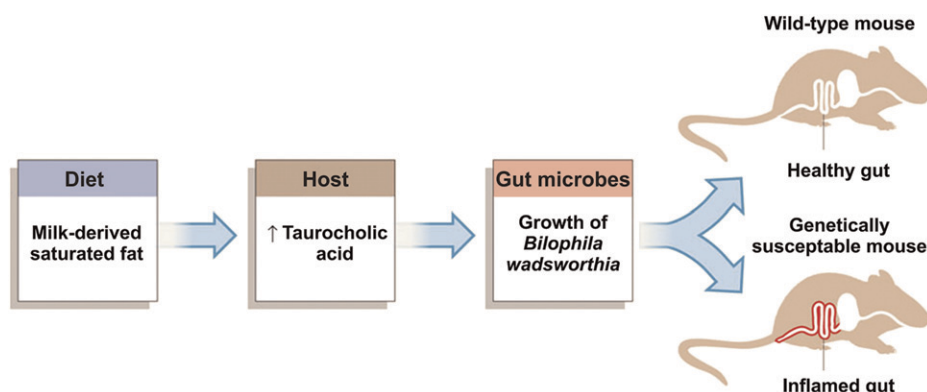 Diet
Milk-derived
saturated fat
Host
↑ Taurocholic
acid
Gut microbes
Growth of
Bilophila
wadsworthia
Wild-type mouse
Healthy gut
Genetically
susceptable mouse
Inflamed gut